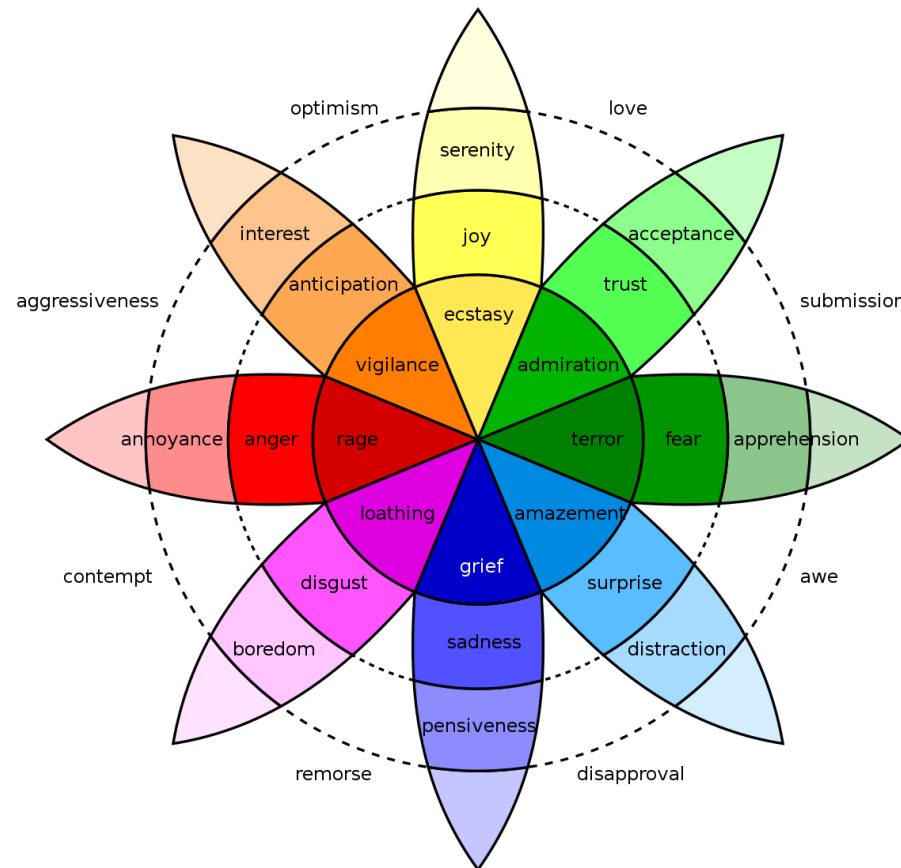 optimism
love
serenity
interest
joy
acceptance
anticipation
trust
aggressiveness
submission
ecstasy
vigilance
admiration
annoyance
anger
rage
terror
fear
apprehension
loathing
amazement
grief
contempt
awe
disgust
surprise
boredom
sadness
distraction
pensiveness
remorse
disapproval